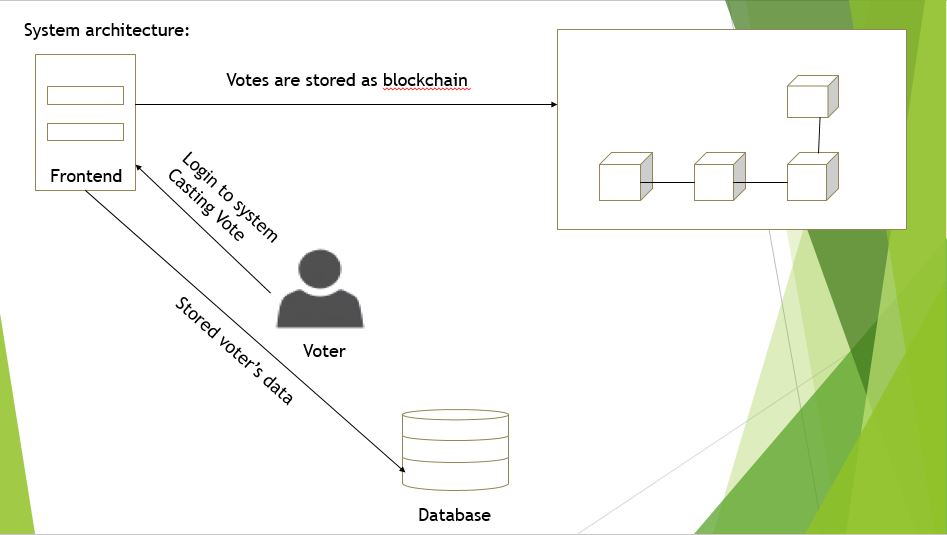 System architecture:
Votes are stored as blockchain
Frontend
Login to system
Casting Vote
Stored voter's data
Voter
Database